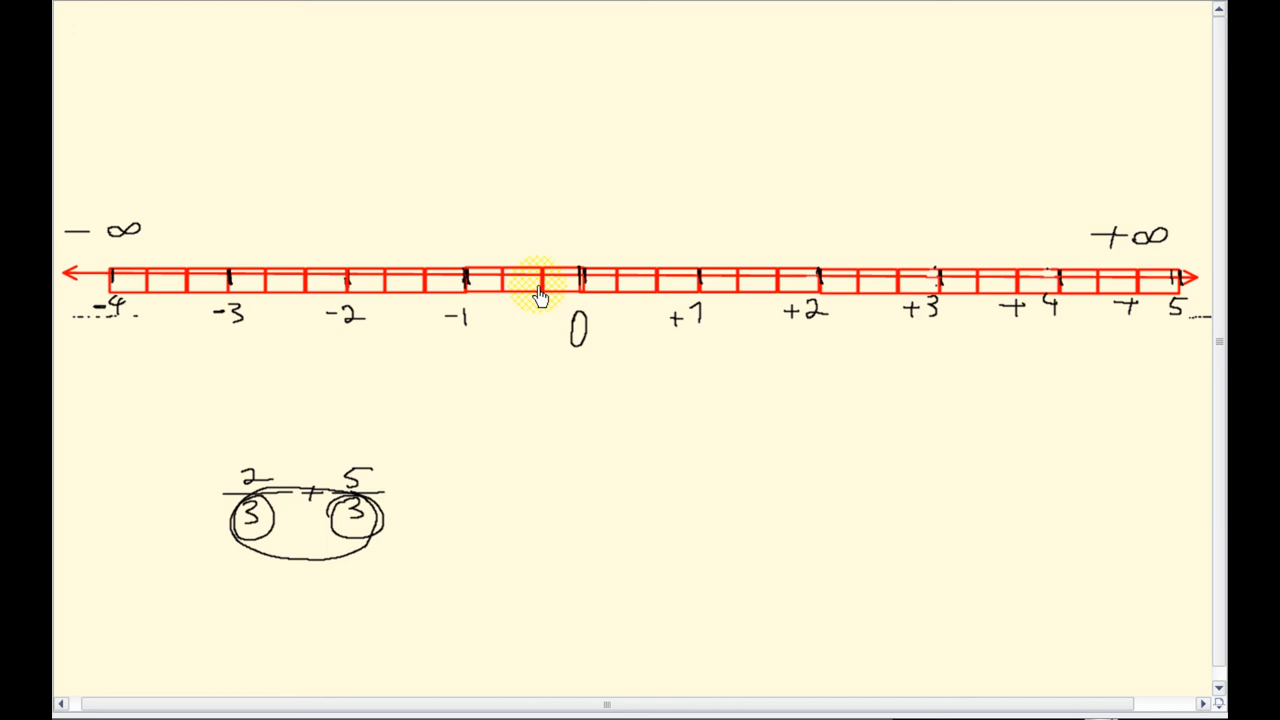 - ∞ +∞
-4 -3 -2 -1 0 +1 +2 +3 +4 +5
2/3 + 5/3